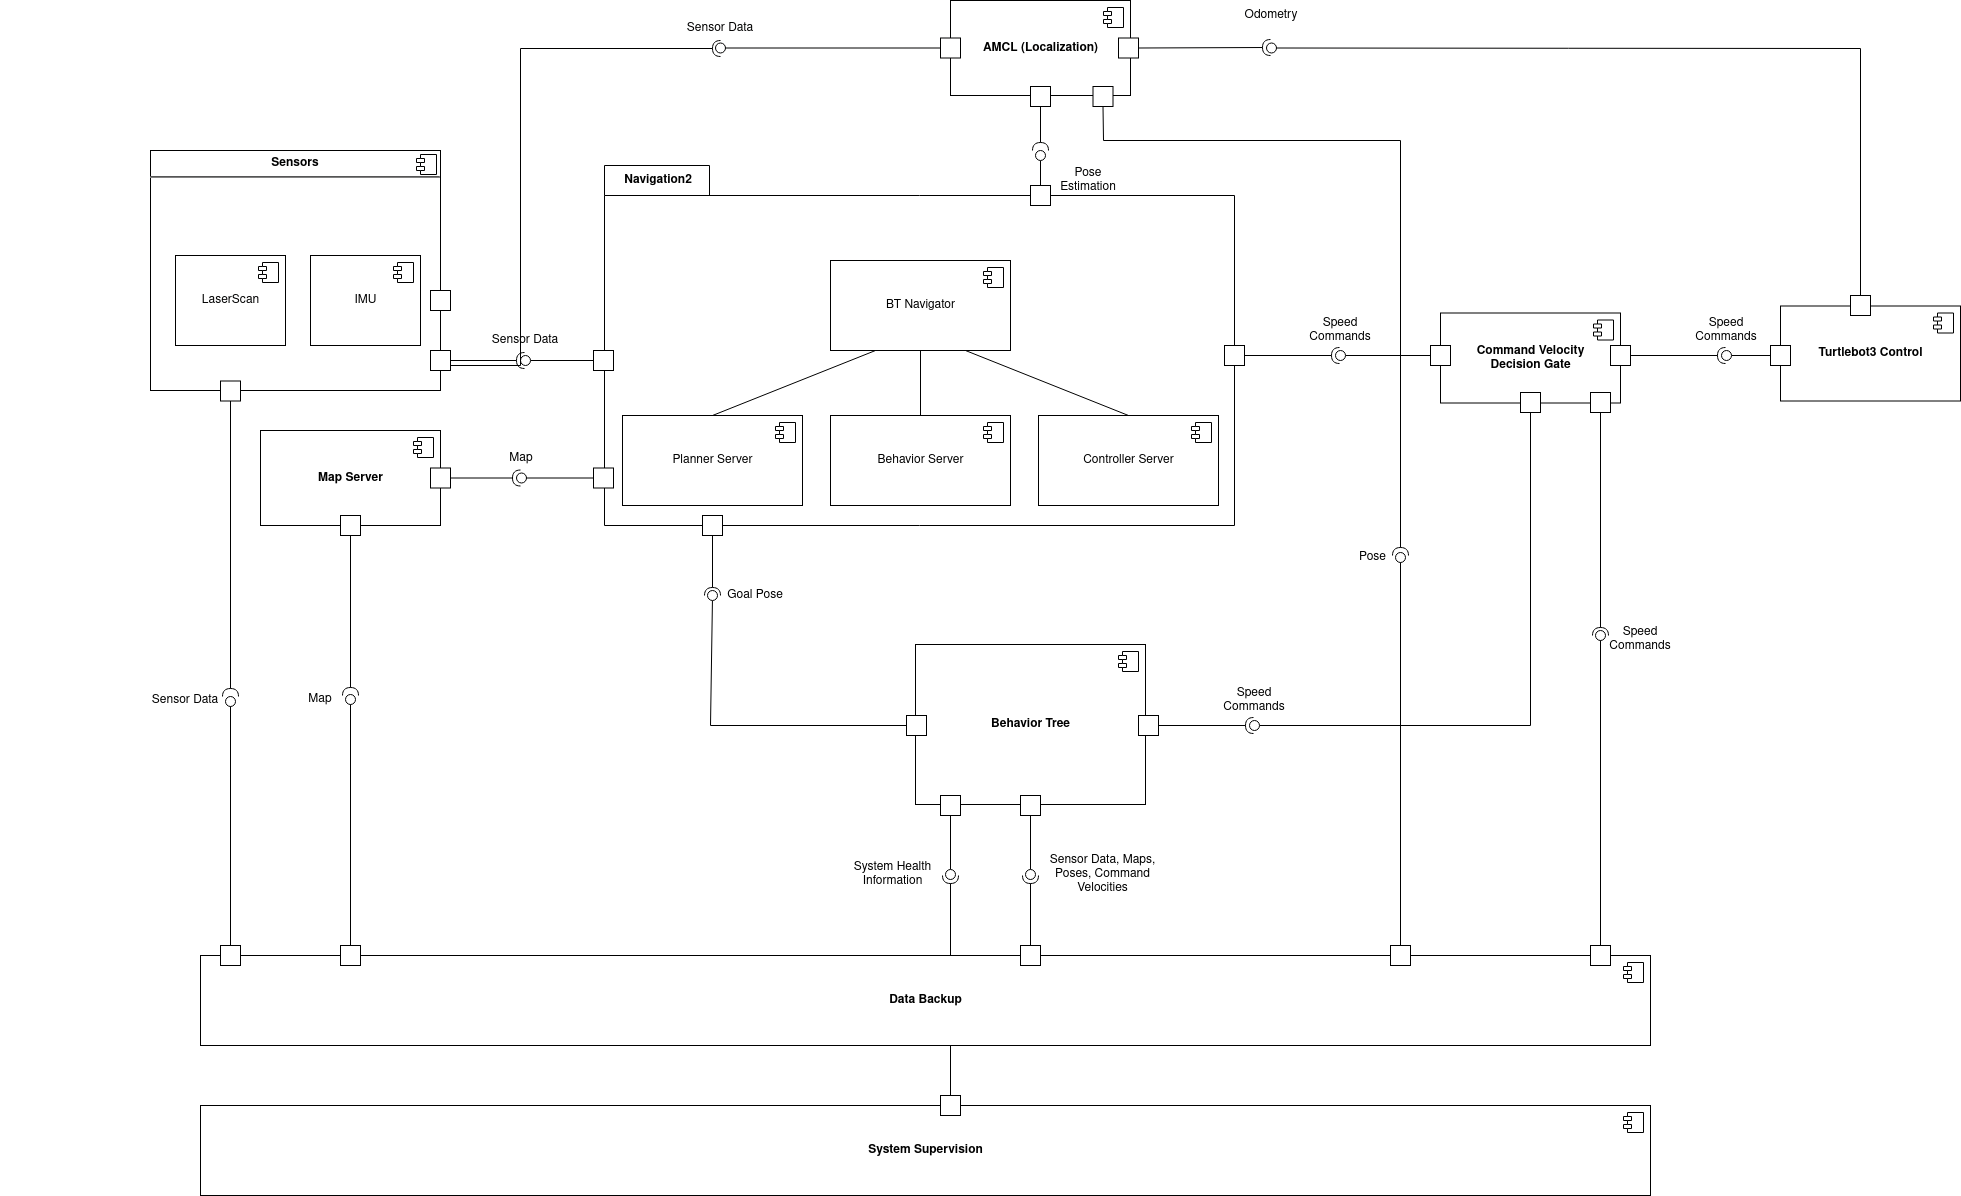 Odometry
Sensor Data
AMCL (Localization)
Sensors
Navigation2
Pose
Estimation
LaserScan
IMU
BT Navigator
Sensor Data
Speed
Commands
Command Velocity
Decision Gate
Speed
Commands
Turtlebot3 Control
Map Server
Map
Planner Server
Behavior Server
Controller Server
Pose
Goal Pose
Speed
Commands
Sensor Data
Map
Behavior Tree
Speed
Commands
System Health
Information
Sensor Data, Maps,
Poses, Command
Velocities
Data Backup
System Supervision